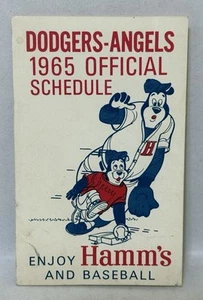 DODGERS-ANGELS
1965 OFFICIAL
SCHEDULE
H
ENJOY Hamm's
AND BASEBALL